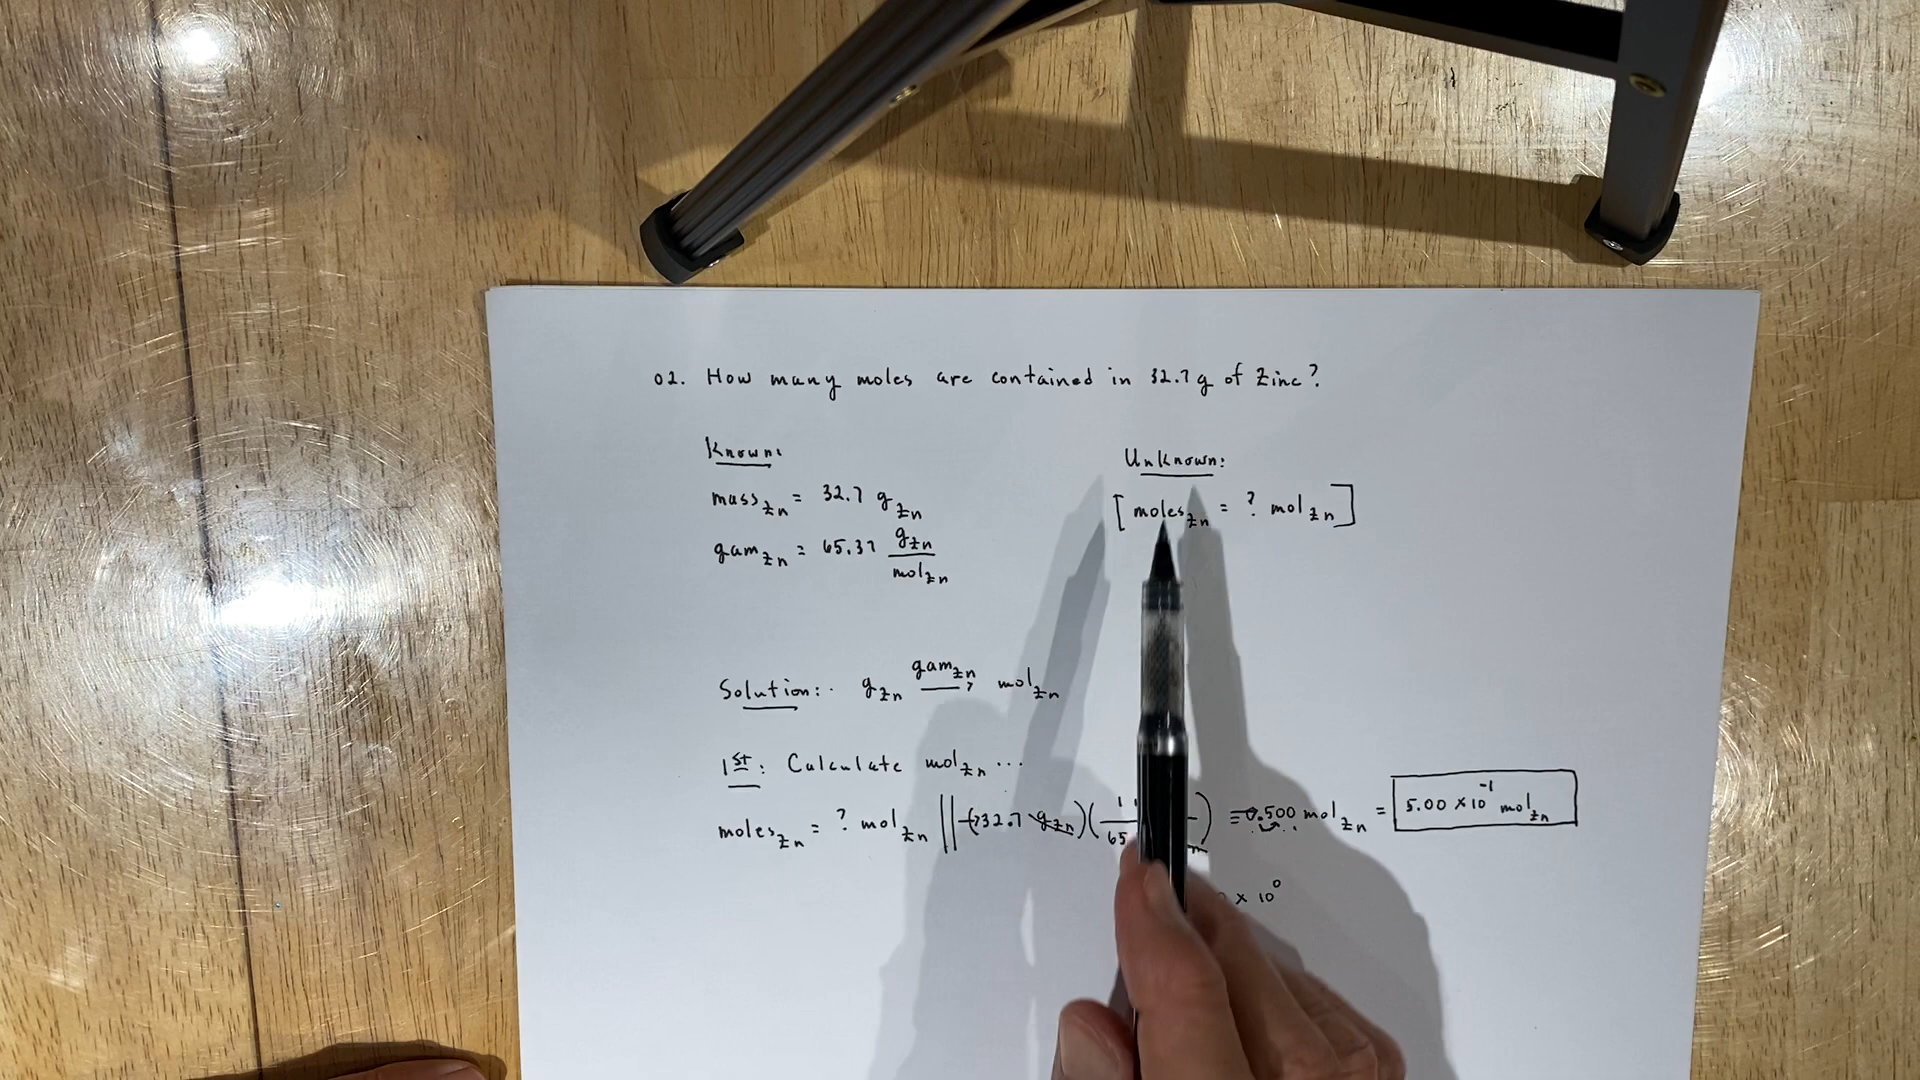 02. How many moles are contained in 32.7 g of Zinc?
Known:
mass Zn = 32.7 g Zn
gam Zn = 65.37 g Zn / mol Zn
Unknown:
[moles Zn = ? mol Zn]
Solution: g Zn gam Zn → mol Zn
1st: Calculate mol Zn ...
moles Zn = ? mol Zn || (32.7 g Zn)( 65 ) = 0.500 mol Zn = 5.00 × 10⁻¹ mol Zn
× 10⁰